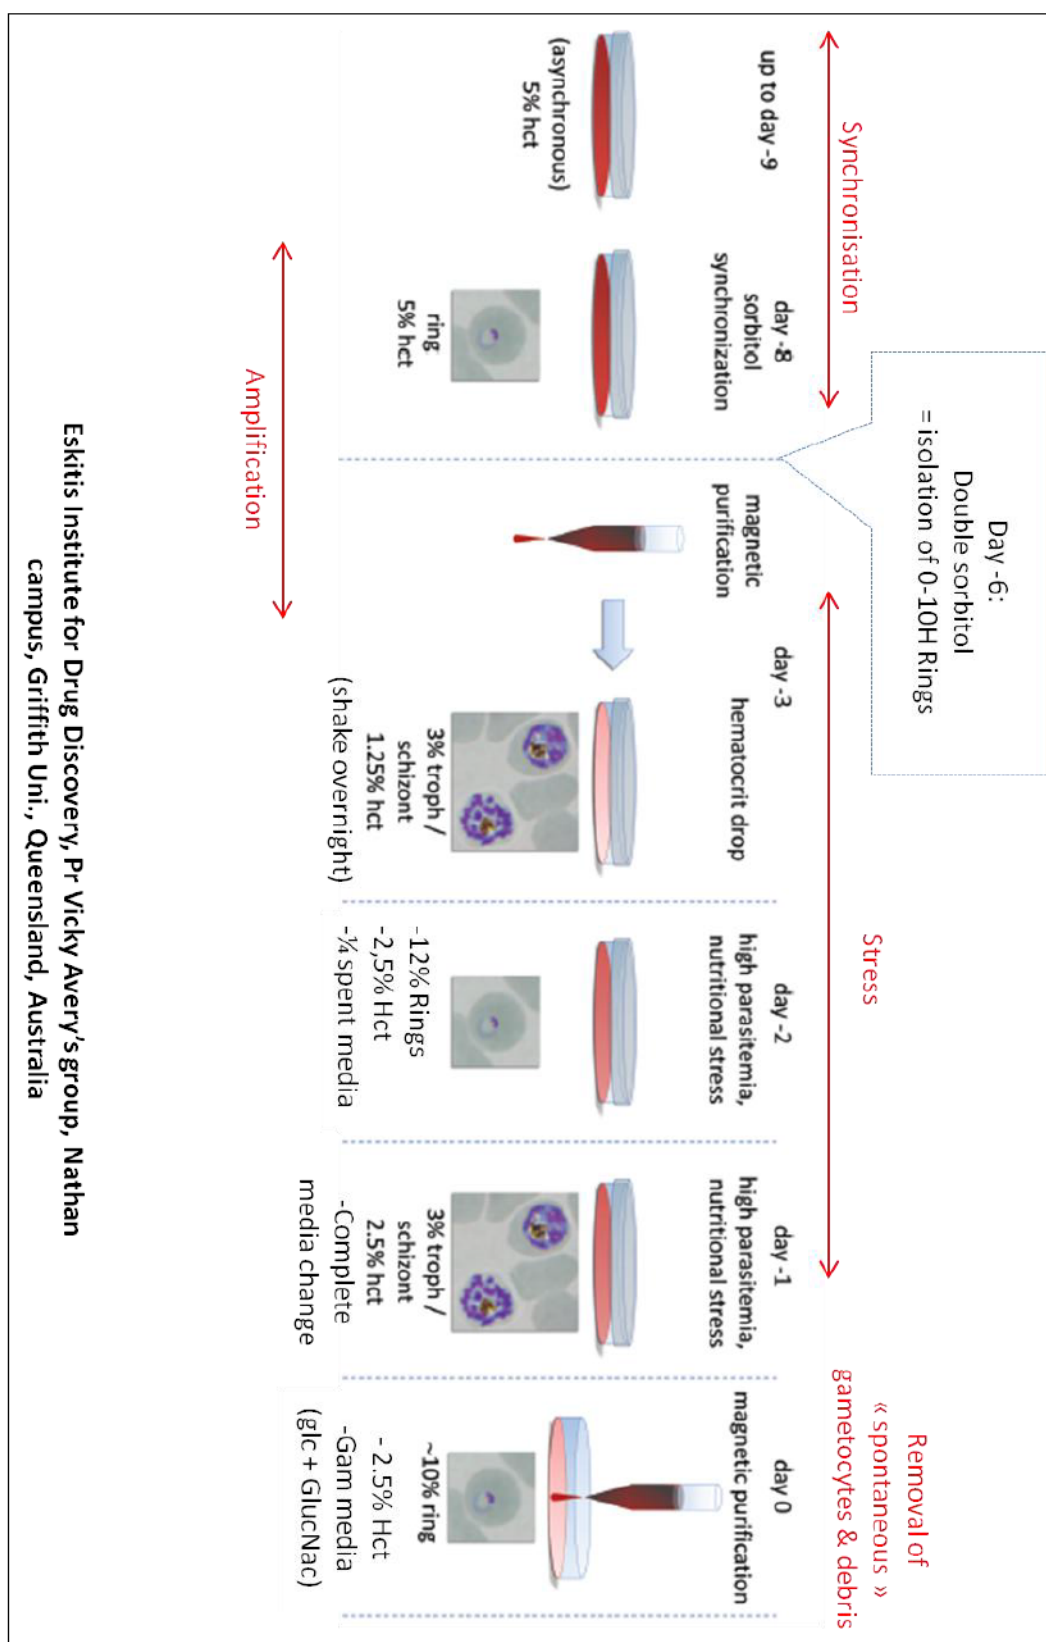 Day -6:
Double sorbitol
= isolation of 0-10H Rings
Synchronisation
Stress
Removal of
« spontaneous »
gametocytes & debris
up to day -9
(asynchronous)
5% hct
day -8
sorbitol
synchronization
ring
5% hct
day -3
magnetic
purification
hematocrit drop
3% troph /
schizont
1.25% hct
(shake overnight)
day -2
high parasitemia,
nutritional stress
-12% Rings
-2,5% Hct
-¼ spent media
day -1
high parasitemia,
nutritional stress
3% troph /
schizont
2.5% hct
-Complete
media change
day 0
magnetic purification
~10% ring
- 2.5% Hct
-Gam media
(glc + GlucNac)
Amplification
Eskitis Institute for Drug Discovery, Pr Vicky Avery's group, Nathan
campus, Griffith Uni., Queensland, Australia